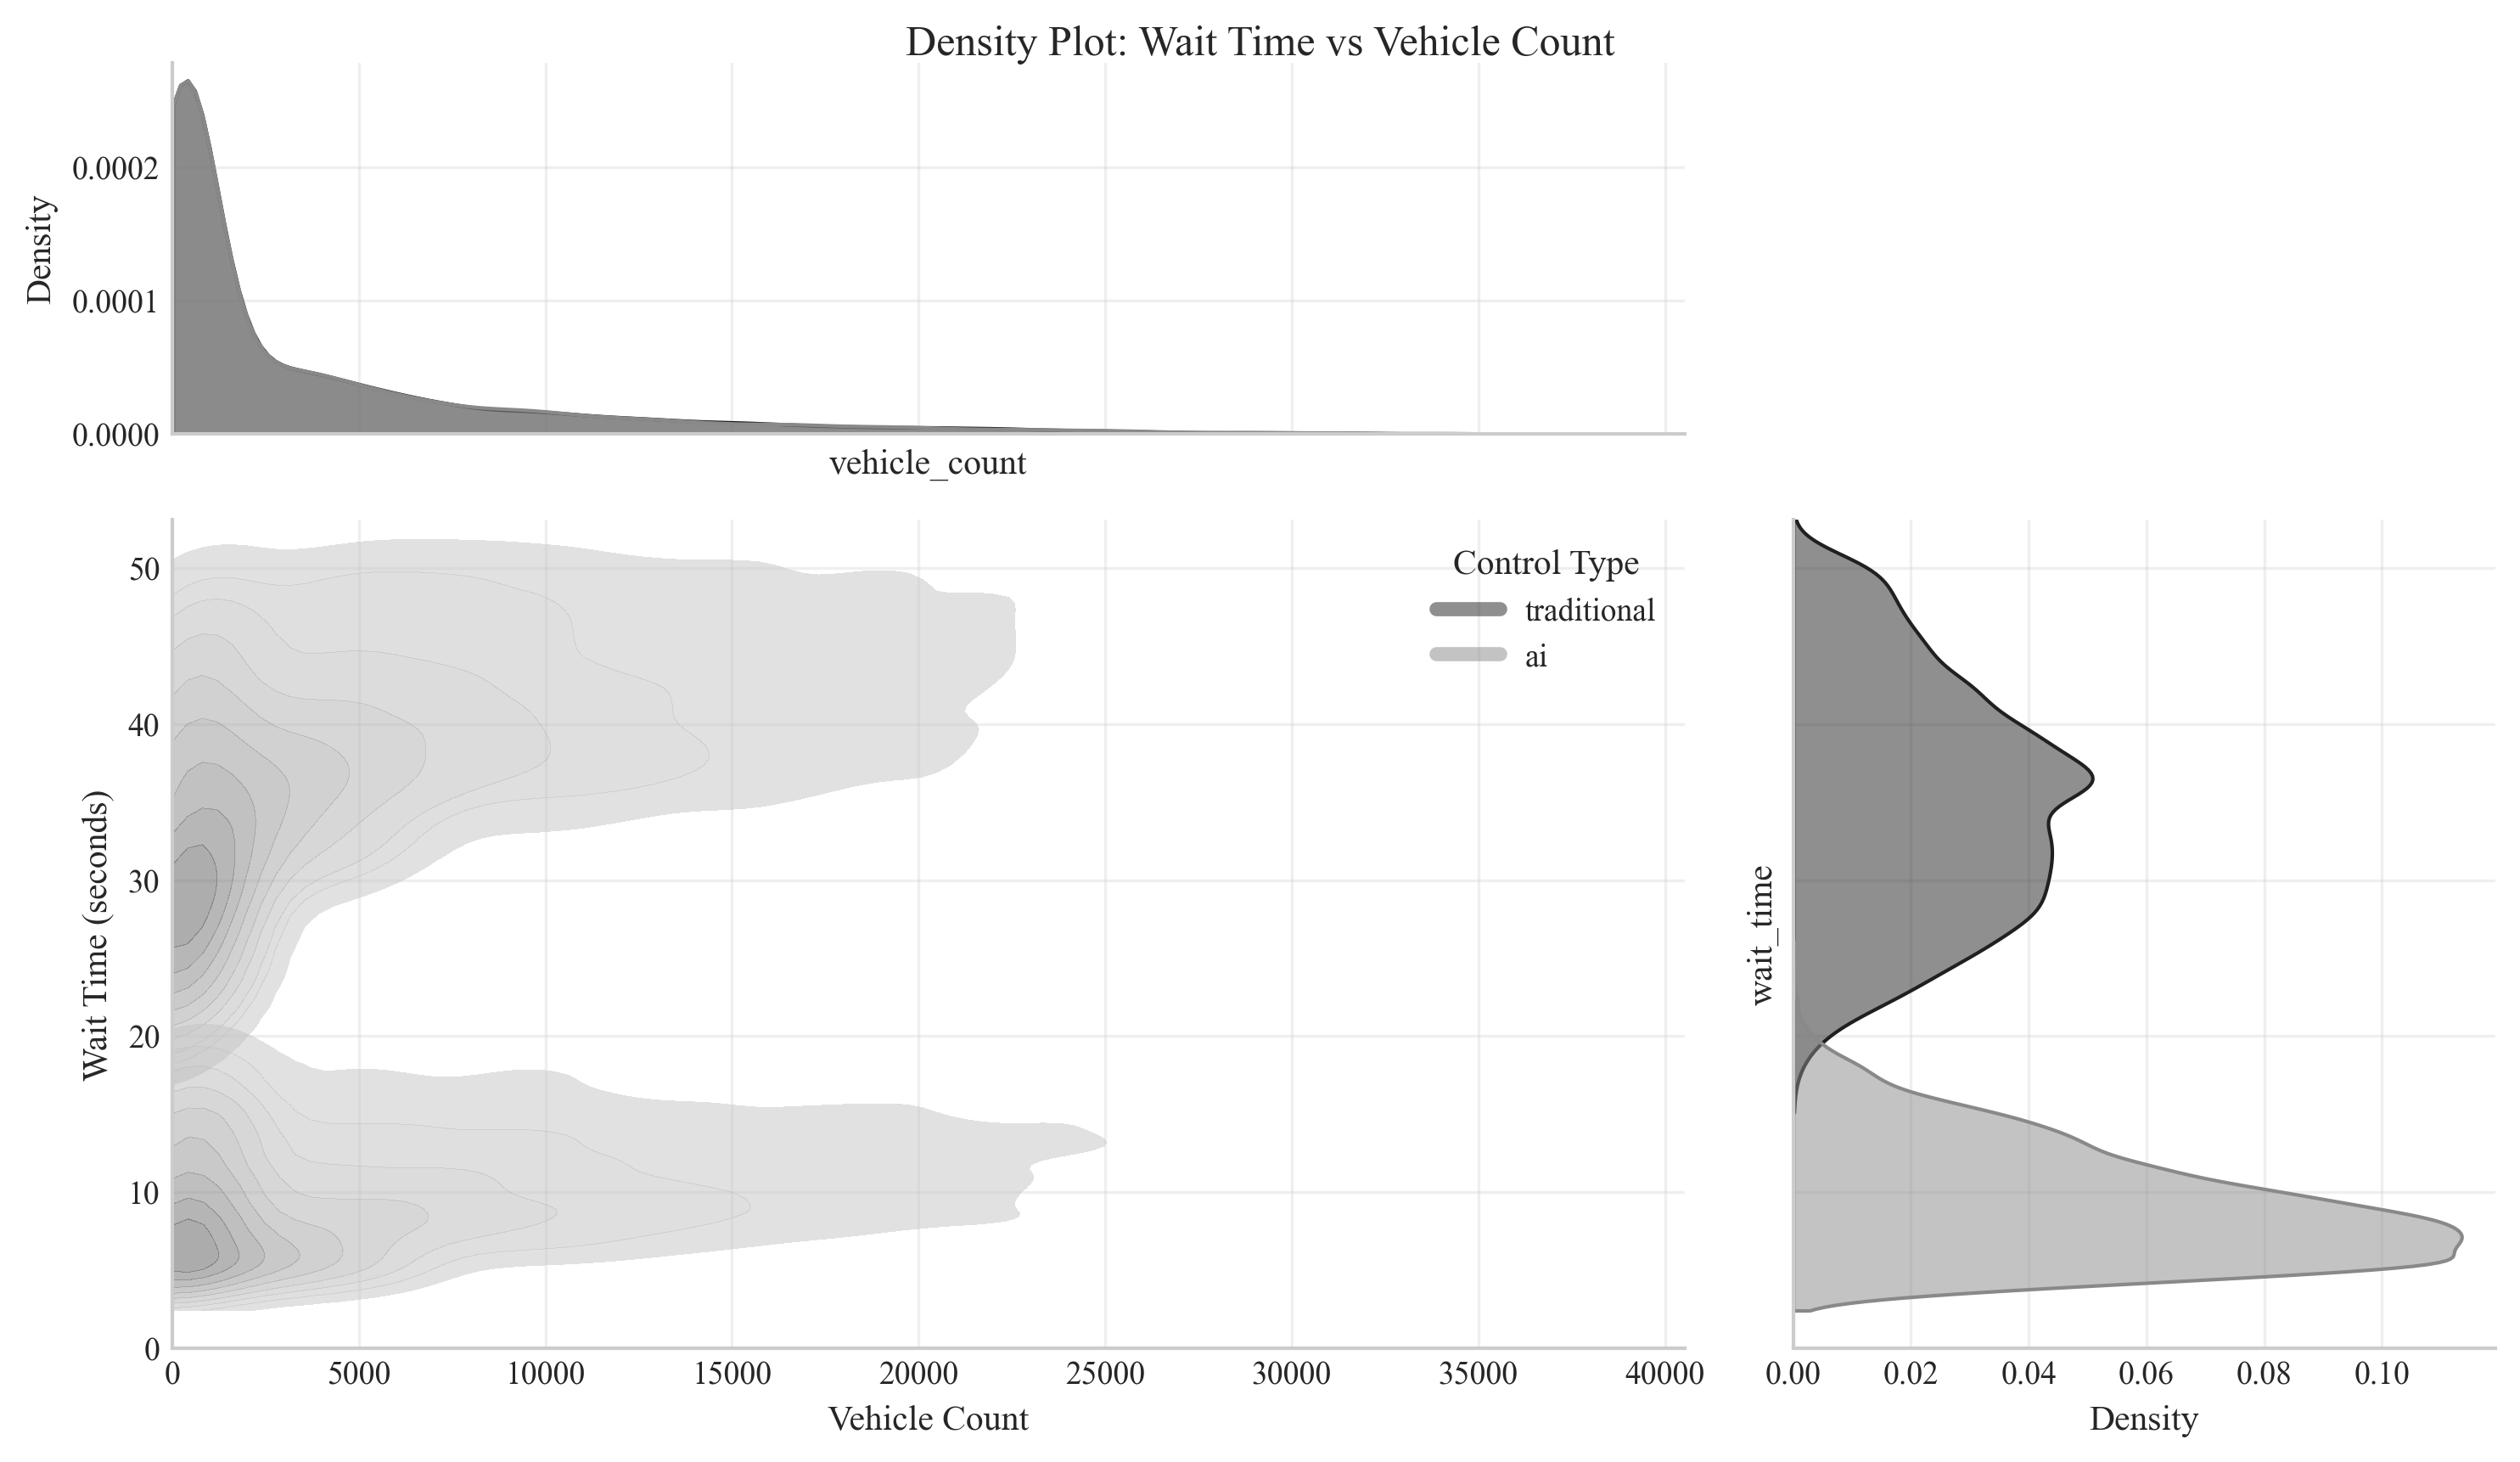 Density Plot: Wait Time vs Vehicle Count
Density
0.0002
0.0001
0.0000
vehicle_count
Wait Time (seconds)
50
40
30
20
10
0
0 5000 10000 15000 20000 25000 30000 35000 40000
Vehicle Count
Control Type
traditional
ai
wait_time
0.00 0.02 0.04 0.06 0.08 0.10
Density